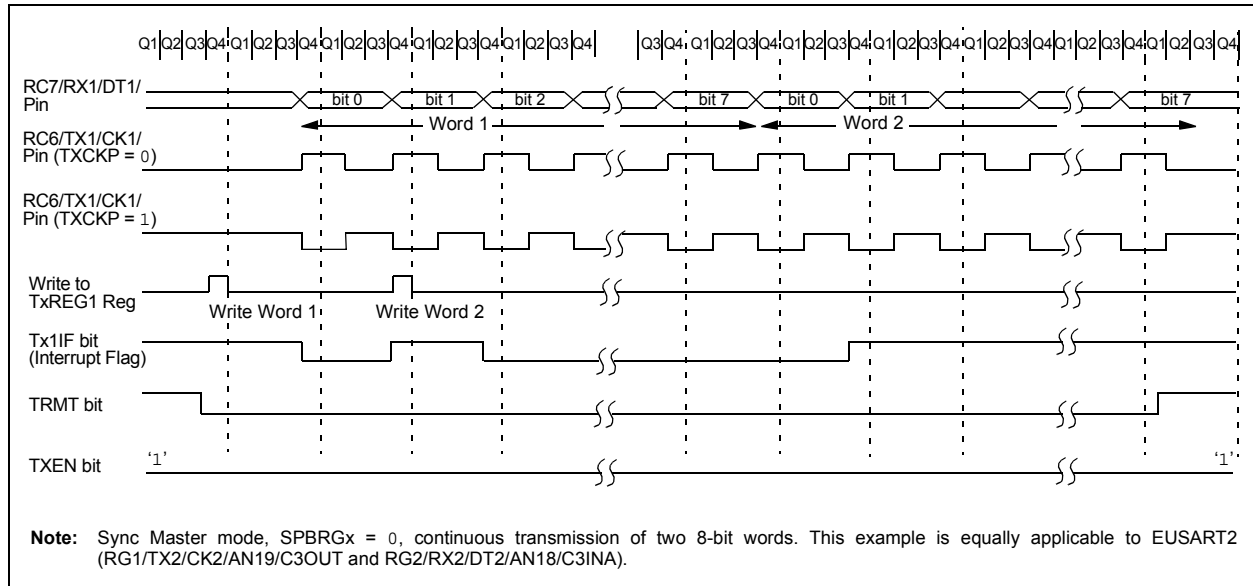 Q1 Q2 Q3 Q4 Q1 Q2 Q3 Q4 Q1 Q2 Q3 Q4 Q1 Q2 Q3 Q4 Q1 Q2 Q3 Q4 Q3 Q4 Q1 Q2 Q3 Q4 Q1 Q2 Q3 Q4 Q1 Q2 Q3 Q4 Q1 Q2 Q3 Q4 Q1 Q2 Q3 Q4 Q1 Q2 Q3 Q4
RC7/RX1/DT1/
Pin
bit 0 bit 1 bit 2 bit 7 bit 0 bit 1 bit 7
Word 1 Word 2
RC6/TX1/CK1/
Pin (TXCKP = 0)
RC6/TX1/CK1/
Pin (TXCKP = 1)
Write to
TxREG1 Reg
Write Word 1 Write Word 2
Tx1IF bit
(Interrupt Flag)
TRMT bit
TXEN bit
‘1’ ‘1’
Note: Sync Master mode, SPBRGx = 0, continuous transmission of two 8-bit words. This example is equally applicable to EUSART2
(RG1/TX2/CK2/AN19/C3OUT and RG2/RX2/DT2/AN18/C3INA).